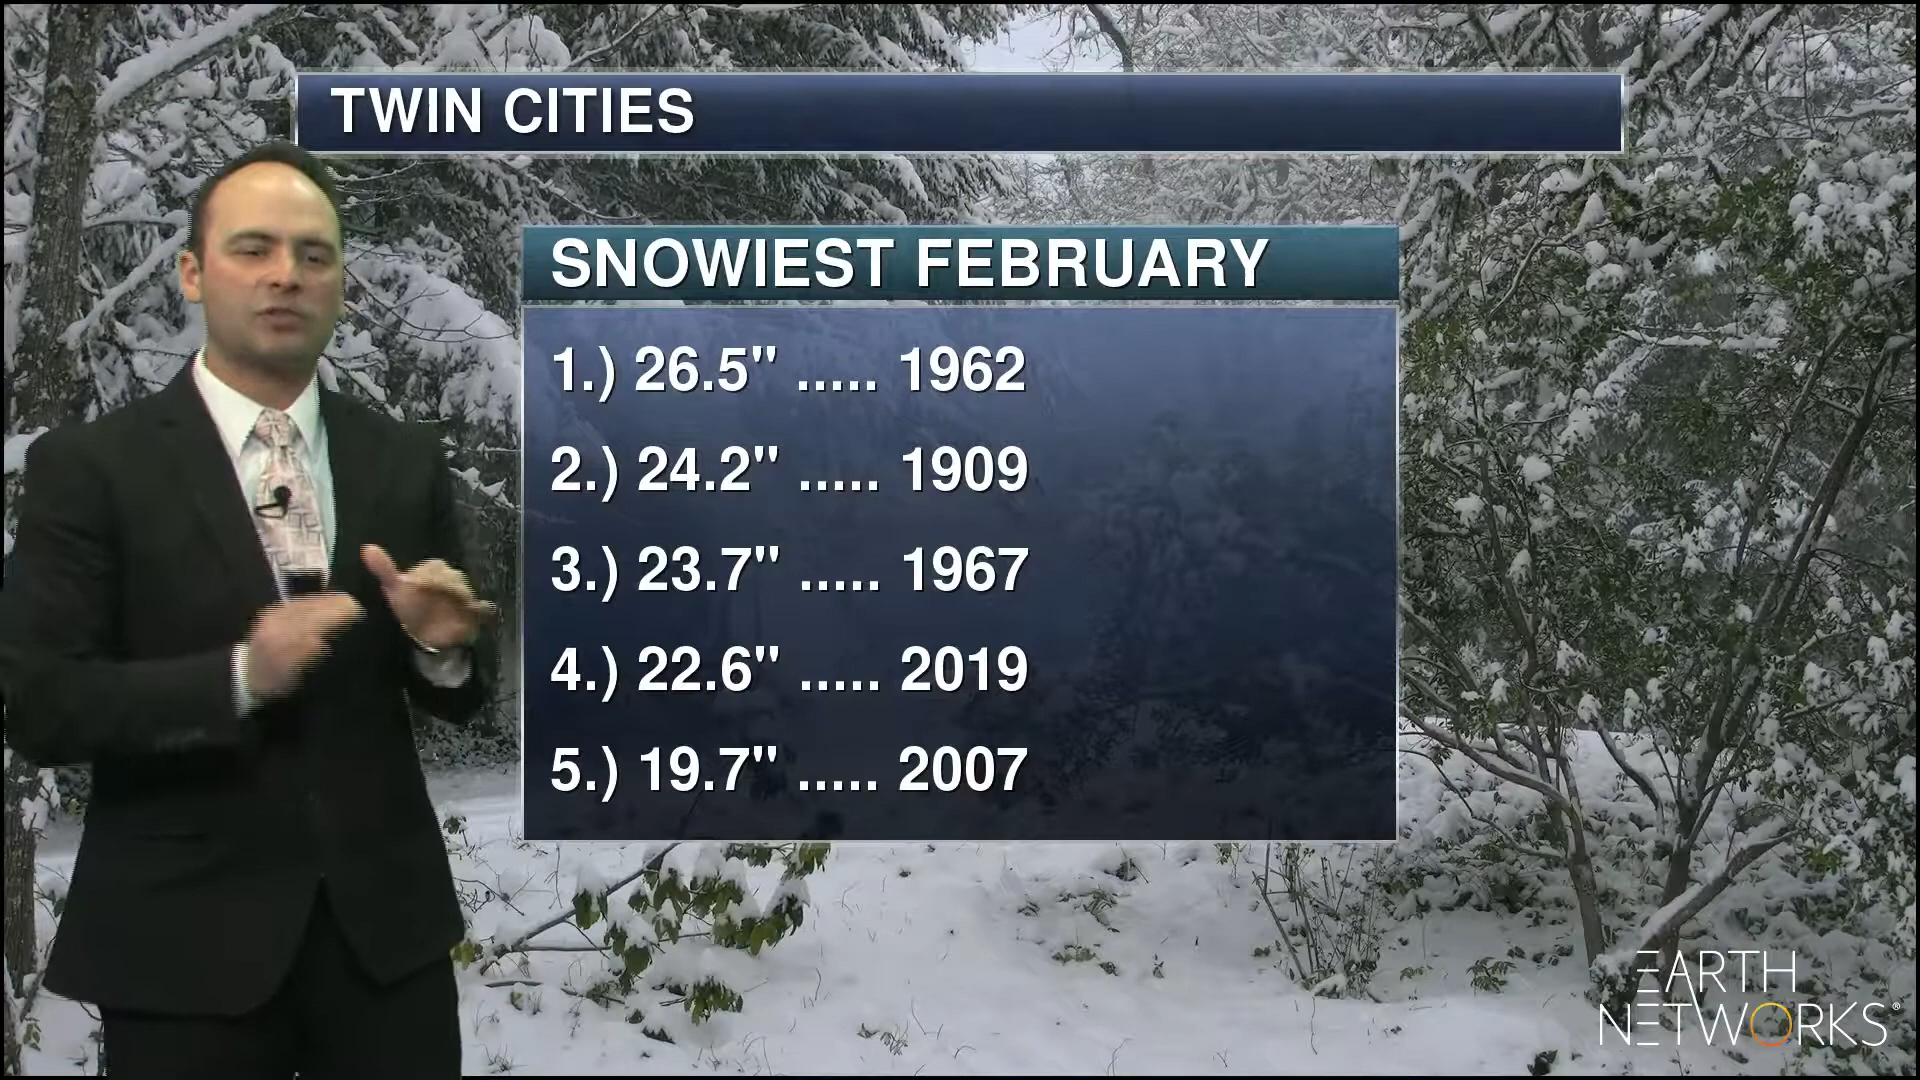 TWIN CITIES
SNOWIEST FEBRUARY
1.) 26.5" ..... 1962
2.) 24.2" ..... 1909
3.) 23.7" ..... 1967
4.) 22.6" ..... 2019
5.) 19.7" ..... 2007
EARTH
NETWORKS®